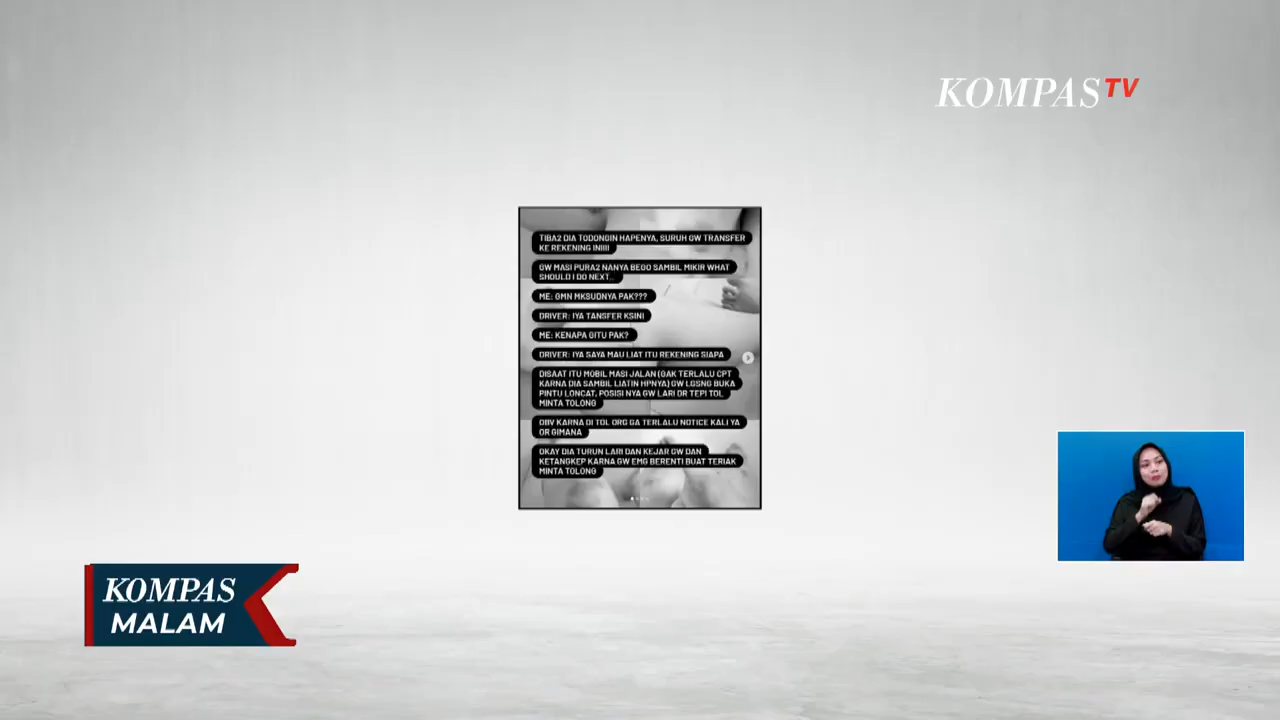 KOMPAS TV
TIBA2 DIA TODONGIN HAPENYA, SURUH GW TRANSFER
KE REKENING INIIII
GW MASI PURA2 NANYA BEGO SAMBIL MIKIR WHAT
SHOULD I DO NEXT..
ME: GMN MKSUDNYA PAK???
DRIVER: IYA TANSFER KSINI
ME: KENAPA GITU PAK?
DRIVER: IYA SAYA MAU LIAT ITU REKENING SIAPA
DISAAT ITU MOBIL MASI JALAN (GAK TERLALU CPT
KARNA DIA SAMBIL LIATIN HPNYA) GW LGSNG BUKA
PINTU LONCAT, POSISI NYA GW LARI DR TEPI TOL
MINTA TOLONG
OBV KARNA DI TOL ORG GA TERLALU NOTICE KALI YA
OR GIMANA
OKAY DIA TURUN LARI DAN KEJAR GW DAN
KETANGKEP KARNA GW EMG BERENTI BUAT TERIAK
MINTA TOLONG
KOMPAS
MALAM